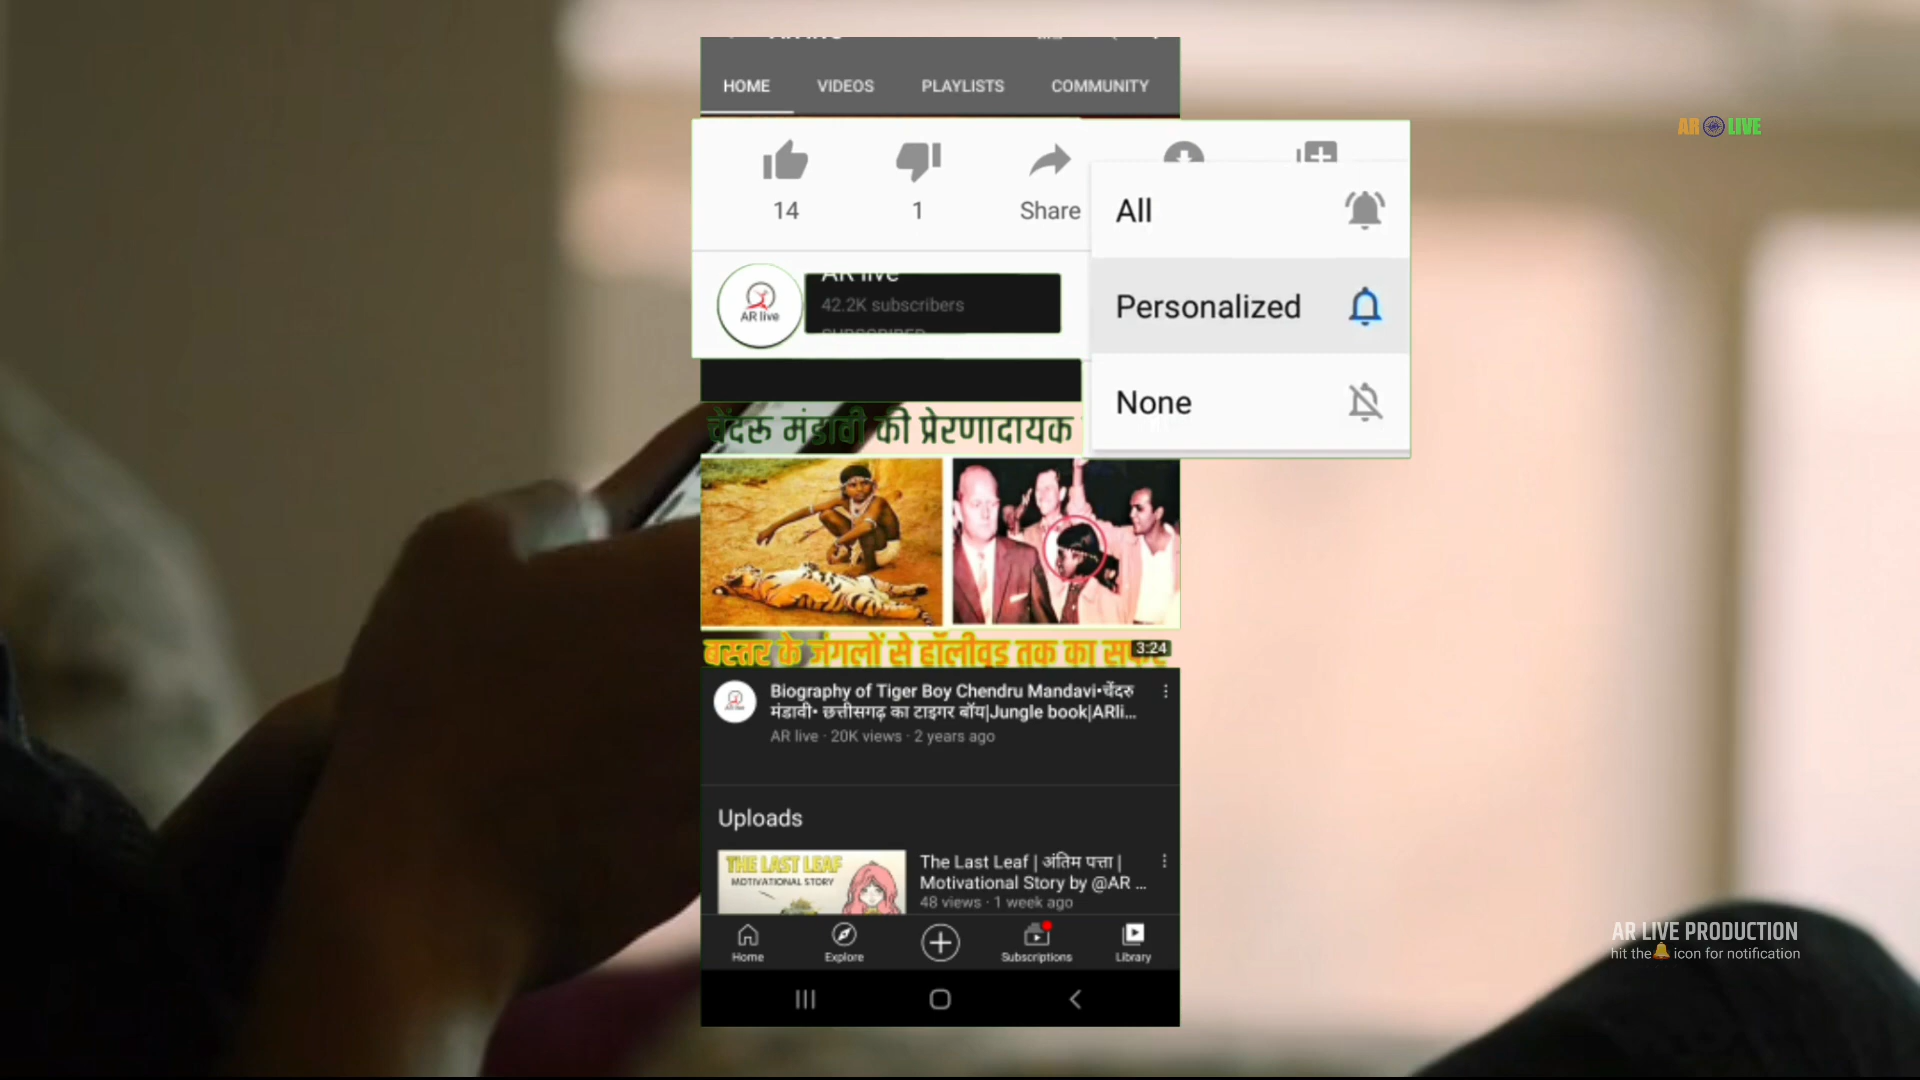 HOME VIDEOS PLAYLISTS COMMUNITY
AR LIVE
14 1 Share
All
Personalized
None
AR live
AR live
42.2K subscribers
SUBSCRIBED
चेंदरु मंडावी की प्रेरणादायक
बस्तर के जंगलों से हॉलीवुड तक का सफर
3:24
Biography of Tiger Boy Chendru Mandavi•चेंदरु
मंडावी• छत्तीसगढ़ का टाइगर बॉय|Jungle book|ARli...
AR live · 20K views · 2 years ago
Uploads
THE LAST LEAF
MOTIVATIONAL STORY
The Last Leaf | अंतिम पत्ता |
Motivational Story by @AR ...
48 views · 1 week ago
Home Explore Subscriptions Library
AR LIVE PRODUCTION
hit the icon for notification